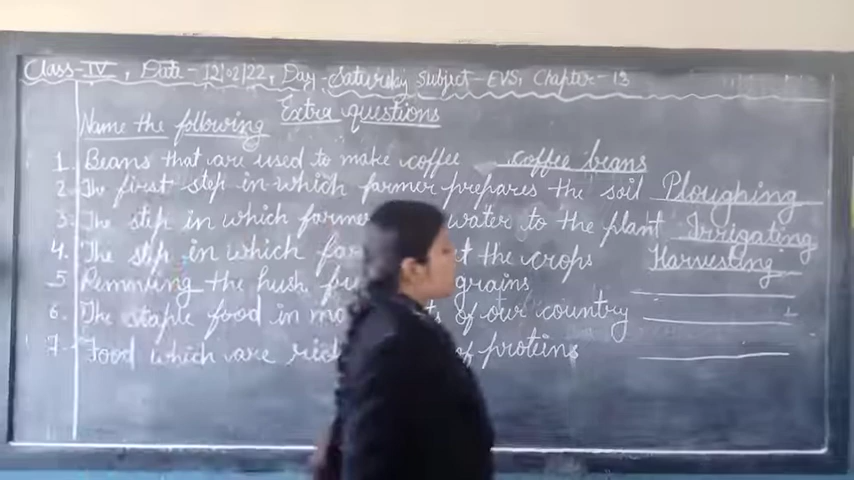 Class-IV, Date-12/02/22, Day-Saturday Subject-EVS, Chapter-13
Extra questions
Name the following
1. Beans that are used to make coffee coffee beans
2. The first step in which farmer prepares the soil Ploughing
3. The step in which farmer water to the plant Irrigating
4. The step in which the crops Harvesting
5 Removing the husk grains
6. The staple food in of our country
7. Food which are rich of proteins